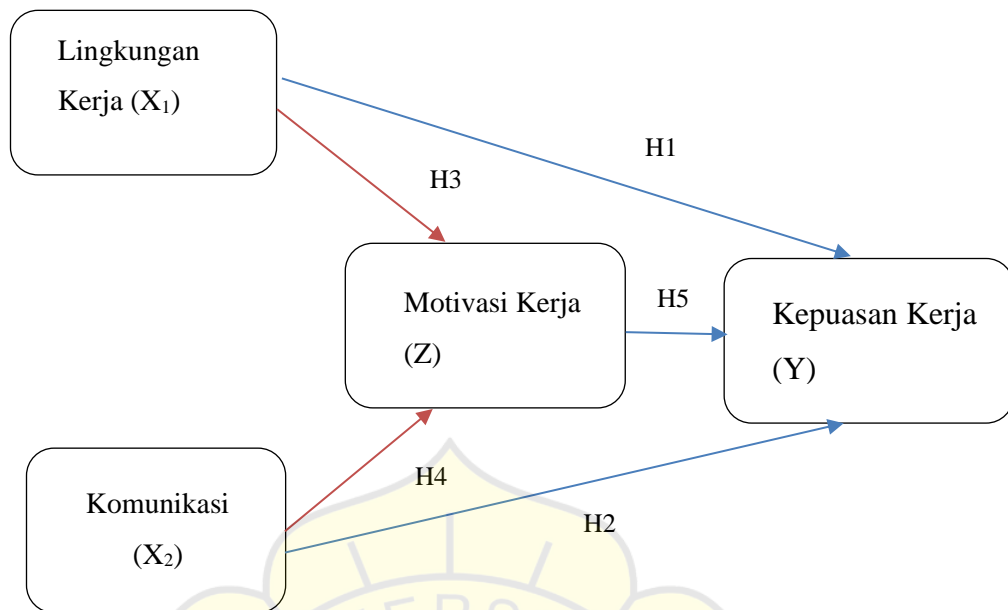 Lingkungan
Kerja (X₁)
H1
H3
Motivasi Kerja
(Z)
H5
Kepuasan Kerja
(Y)
Komunikasi
(X₂)
H4
H2